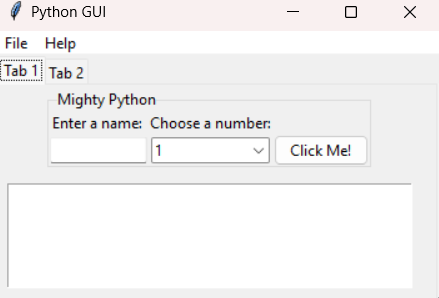 Python GUI
File Help
Tab 1 Tab 2
Mighty Python
Enter a name: Choose a number:
1 Click Me!